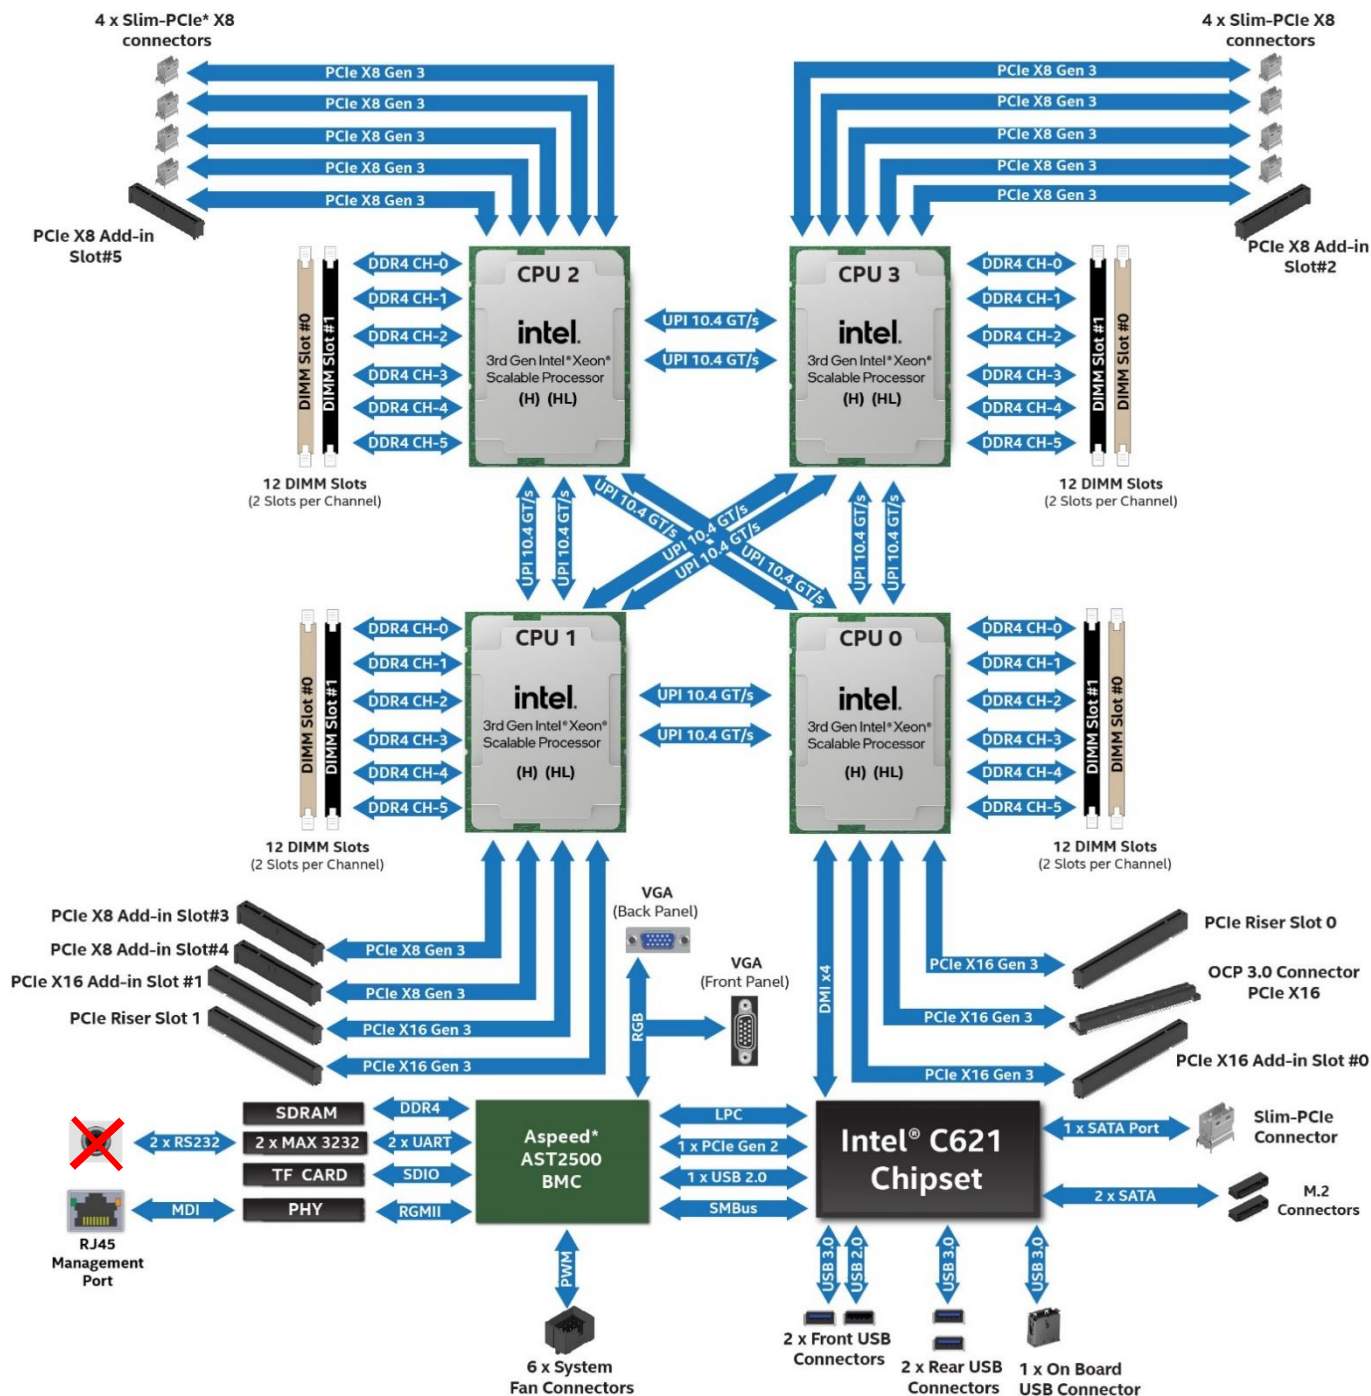 4 x Slim-PCIe* X8
connectors
4 x Slim-PCIe X8
connectors
PCIe X8 Gen 3
PCIe X8 Gen 3
PCIe X8 Gen 3
PCIe X8 Gen 3
PCIe X8 Gen 3
PCIe X8 Gen 3
PCIe X8 Gen 3
PCIe X8 Gen 3
PCIe X8 Gen 3
PCIe X8 Gen 3
PCIe X8 Add-in
Slot#5
PCIe X8 Add-in
Slot#2
DIMM Slot #0
DIMM Slot #1
DDR4 CH-0
DDR4 CH-1
DDR4 CH-2
DDR4 CH-3
DDR4 CH-4
DDR4 CH-5
12 DIMM Slots
(2 Slots per Channel)
CPU 2
intel.
3rd Gen Intel® Xeon®
Scalable Processor
(H) (HL)
UPI 10.4 GT/s
UPI 10.4 GT/s
CPU 3
intel.
3rd Gen Intel® Xeon®
Scalable Processor
(H) (HL)
DDR4 CH-0
DDR4 CH-1
DDR4 CH-2
DDR4 CH-3
DDR4 CH-4
DDR4 CH-5
DIMM Slot #1
DIMM Slot #0
12 DIMM Slots
(2 Slots per Channel)
UPI 10.4 GT/s
UPI 10.4 GT/s
UPI 10.4 GT/s
UPI 10.4 GT/s
UPI 10.4 GT/s
UPI 10.4 GT/s
UPI 10.4 GT/s
UPI 10.4 GT/s
DIMM Slot #0
DIMM Slot #1
DDR4 CH-0
DDR4 CH-1
DDR4 CH-2
DDR4 CH-3
DDR4 CH-4
DDR4 CH-5
12 DIMM Slots
(2 Slots per Channel)
CPU 1
intel.
3rd Gen Intel® Xeon®
Scalable Processor
(H) (HL)
UPI 10.4 GT/s
UPI 10.4 GT/s
CPU 0
intel.
3rd Gen Intel® Xeon®
Scalable Processor
(H) (HL)
DDR4 CH-0
DDR4 CH-1
DDR4 CH-2
DDR4 CH-3
DDR4 CH-4
DDR4 CH-5
DIMM Slot #1
DIMM Slot #0
12 DIMM Slots
(2 Slots per Channel)
PCIe X8 Add-in Slot#3
PCIe X8 Add-in Slot#4
PCIe X16 Add-in Slot #1
PCIe Riser Slot 1
PCIe X8 Gen 3
PCIe X8 Gen 3
PCIe X16 Gen 3
PCIe X16 Gen 3
VGA
(Back Panel)
VGA
(Front Panel)
RGB
DMI x4
PCIe X16 Gen 3
PCIe X16 Gen 3
PCIe X16 Gen 3
PCIe Riser Slot 0
OCP 3.0 Connector
PCIe X16
PCIe X16 Add-in Slot #0
2 x RS232
MDI
RJ45
Management
Port
SDRAM
2 x MAX 3232
TF CARD
PHY
DDR4
2 x UART
SDIO
RGMII
Aspeed*
AST2500
BMC
LPC
1 x PCIe Gen 2
1 x USB 2.0
SMBus
Intel® C621
Chipset
1 x SATA Port
2 x SATA
Slim-PCIe
Connector
M.2
Connectors
PWM
6 x System
Fan Connectors
USB 3.0
USB 2.0
USB 3.0
USB 3.0
2 x Front USB
Connectors
2 x Rear USB
Connectors
1 x On Board
USB Connector